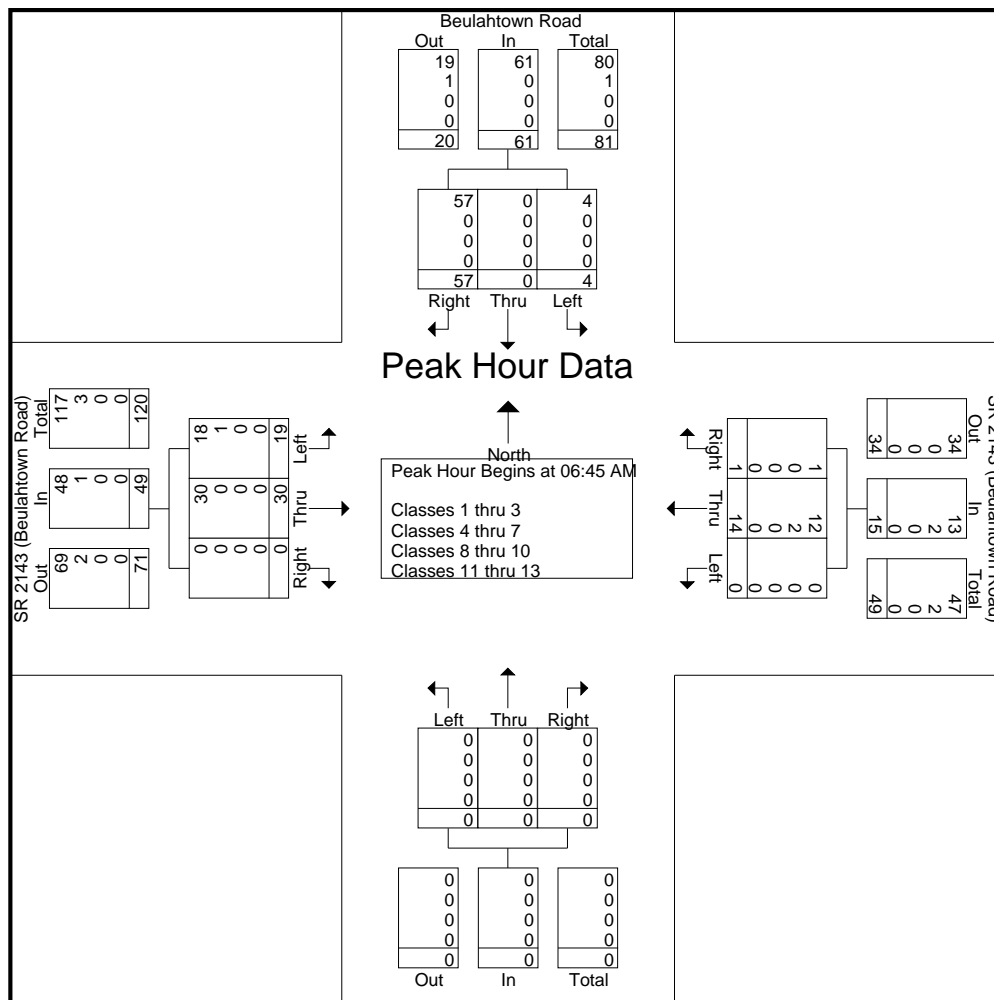 Beulahtown Road
Out In Total
19 61 80
1 0 1
0 0 0
0 0 0
20 61 81
57 0 4
0 0 0
0 0 0
0 0 0
57 0 4
Right Thru Left
Peak Hour Data
North
Peak Hour Begins at 06:45 AM
Classes 1 thru 3
Classes 4 thru 7
Classes 8 thru 10
Classes 11 thru 13
SR 2143 (Beulahtown Road)
Out In Total
69 48 117
2 1 3
0 0 0
0 0 0
71 49 120
Right Thru Left
0 30 18
0 0 1
0 0 0
0 0 0
0 30 19
SR 2143 (Beulahtown Road)
Out In Total
34 13 47
0 2 2
0 0 0
0 0 0
34 15 49
Right Thru Left
1 12 0
0 2 0
0 0 0
0 0 0
1 14 0
Left Thru Right
0 0 0
0 0 0
0 0 0
0 0 0
0 0 0
0 0 0
0 0 0
0 0 0
0 0 0
0 0 0
Out In Total